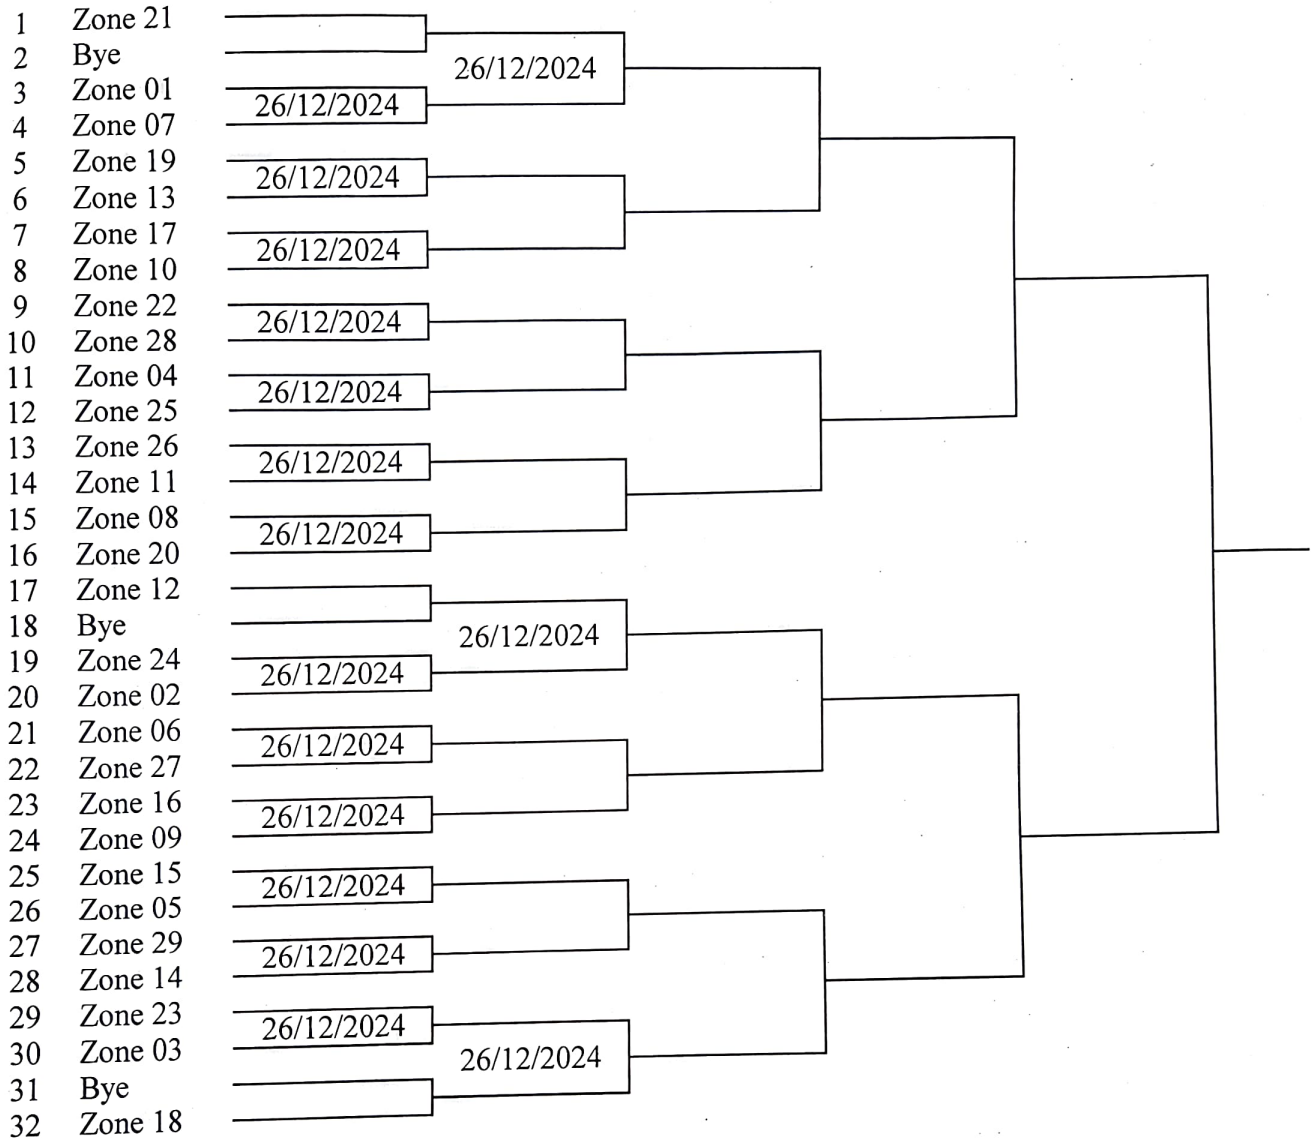 1 Zone 21
2 Bye
26/12/2024
3 Zone 01
26/12/2024
4 Zone 07
5 Zone 19
26/12/2024
6 Zone 13
7 Zone 17
26/12/2024
8 Zone 10
9 Zone 22
26/12/2024
10 Zone 28
11 Zone 04
26/12/2024
12 Zone 25
13 Zone 26
26/12/2024
14 Zone 11
15 Zone 08
26/12/2024
16 Zone 20
17 Zone 12
18 Bye
26/12/2024
19 Zone 24
26/12/2024
20 Zone 02
21 Zone 06
26/12/2024
22 Zone 27
23 Zone 16
26/12/2024
24 Zone 09
25 Zone 15
26/12/2024
26 Zone 05
27 Zone 29
26/12/2024
28 Zone 14
29 Zone 23
26/12/2024
30 Zone 03
26/12/2024
31 Bye
32 Zone 18